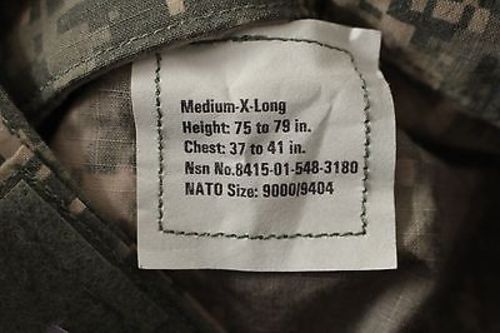 Medium-X-Long
Height: 75 to 79 in.
Chest: 37 to 41 in.
Nsn No.8415-01-548-3180
NATO Size: 9000/9404